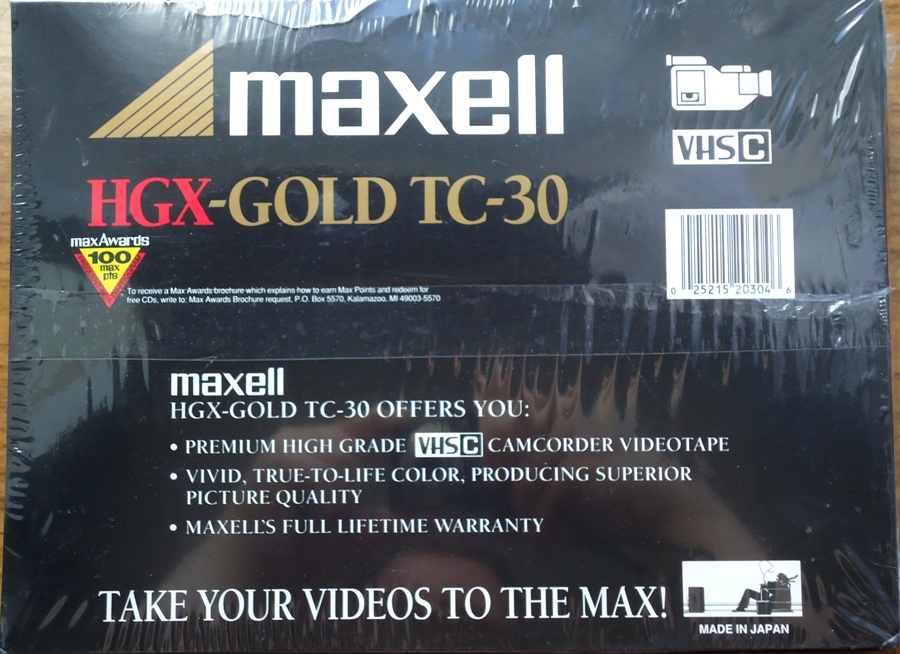 maxell
VHS C
HGX-GOLD TC-30
maxAwards
100
max
pts
To receive a Max Awards brochure which explains how to earn Max Points and redeem for
free CDs, write to: Max Awards Brochure request, P.O. Box 5570, Kalamazoo, MI 49003-5570
0 25215 20304 6
maxell
HGX-GOLD TC-30 OFFERS YOU:
• PREMIUM HIGH GRADE VHS C CAMCORDER VIDEOTAPE
• VIVID, TRUE-TO-LIFE COLOR, PRODUCING SUPERIOR
PICTURE QUALITY
• MAXELL'S FULL LIFETIME WARRANTY
TAKE YOUR VIDEOS TO THE MAX!
MADE IN JAPAN